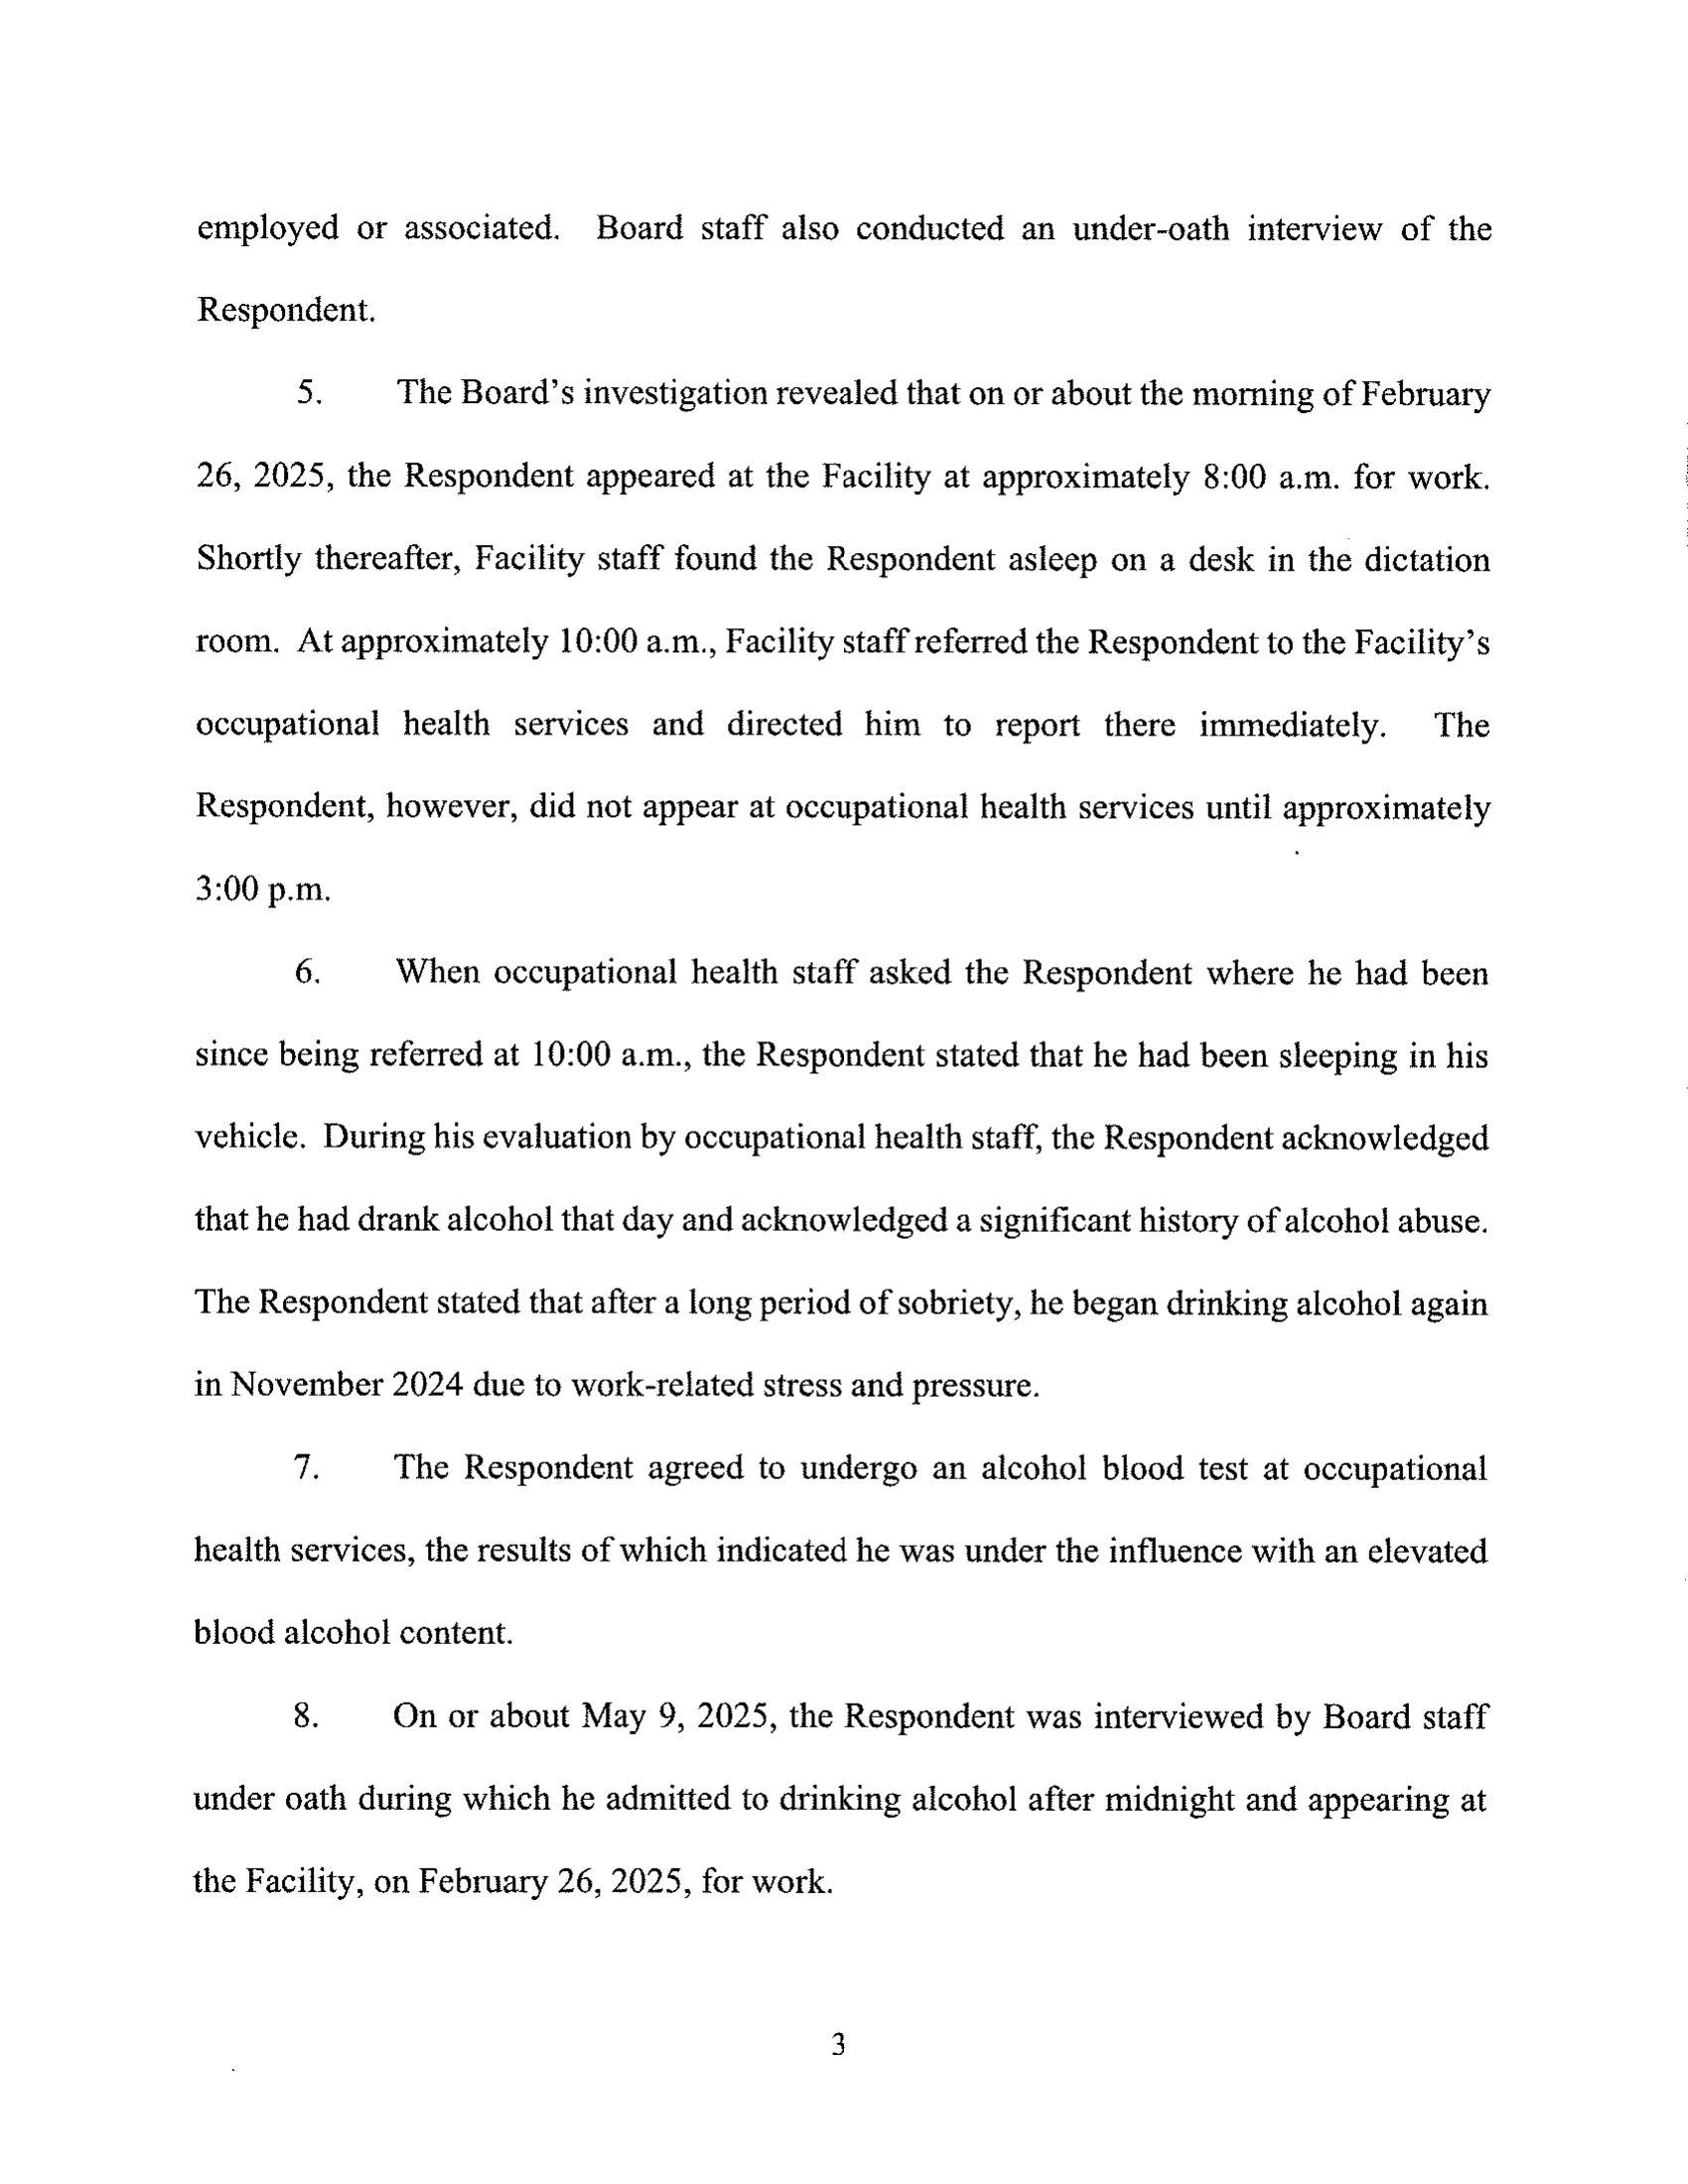 employed or associated. Board staff also conducted an under-oath interview of the
Respondent.
5. The Board's investigation revealed that on or about the morning of February
26, 2025, the Respondent appeared at the Facility at approximately 8:00 a.m. for work.
Shortly thereafter, Facility staff found the Respondent asleep on a desk in the dictation
room. At approximately 10:00 a.m., Facility staff referred the Respondent to the Facility's
occupational health services and directed him to report there immediately. The
Respondent, however, did not appear at occupational health services until approximately
3:00 p.m.
6. When occupational health staff asked the Respondent where he had been
since being referred at 10:00 a.m., the Respondent stated that he had been sleeping in his
vehicle. During his evaluation by occupational health staff, the Respondent acknowledged
that he had drank alcohol that day and acknowledged a significant history of alcohol abuse.
The Respondent stated that after a long period of sobriety, he began drinking alcohol again
in November 2024 due to work-related stress and pressure.
7. The Respondent agreed to undergo an alcohol blood test at occupational
health services, the results of which indicated he was under the influence with an elevated
blood alcohol content.
8. On or about May 9, 2025, the Respondent was interviewed by Board staff
under oath during which he admitted to drinking alcohol after midnight and appearing at
the Facility, on February 26, 2025, for work.
3